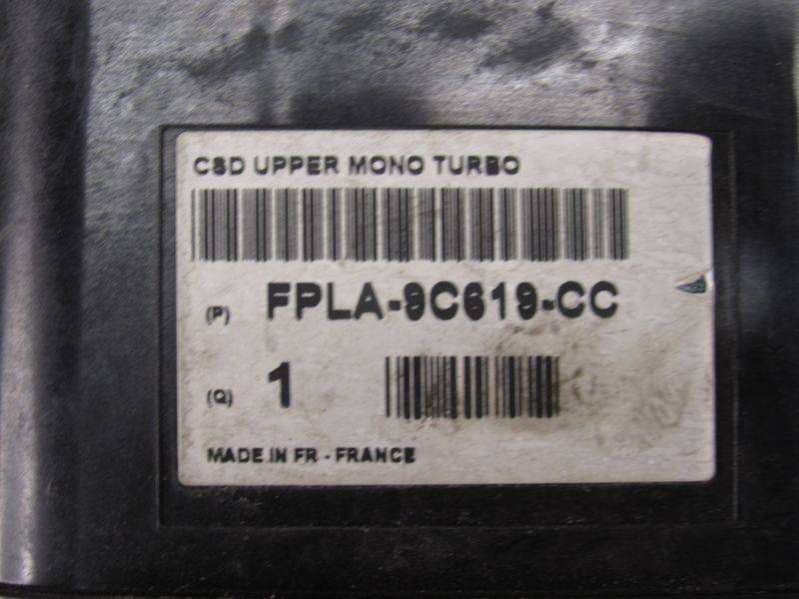 CSD UPPER MONO TURBO
(P) FPLA-9C619-CC
(Q) 1
MADE IN FR - FRANCE